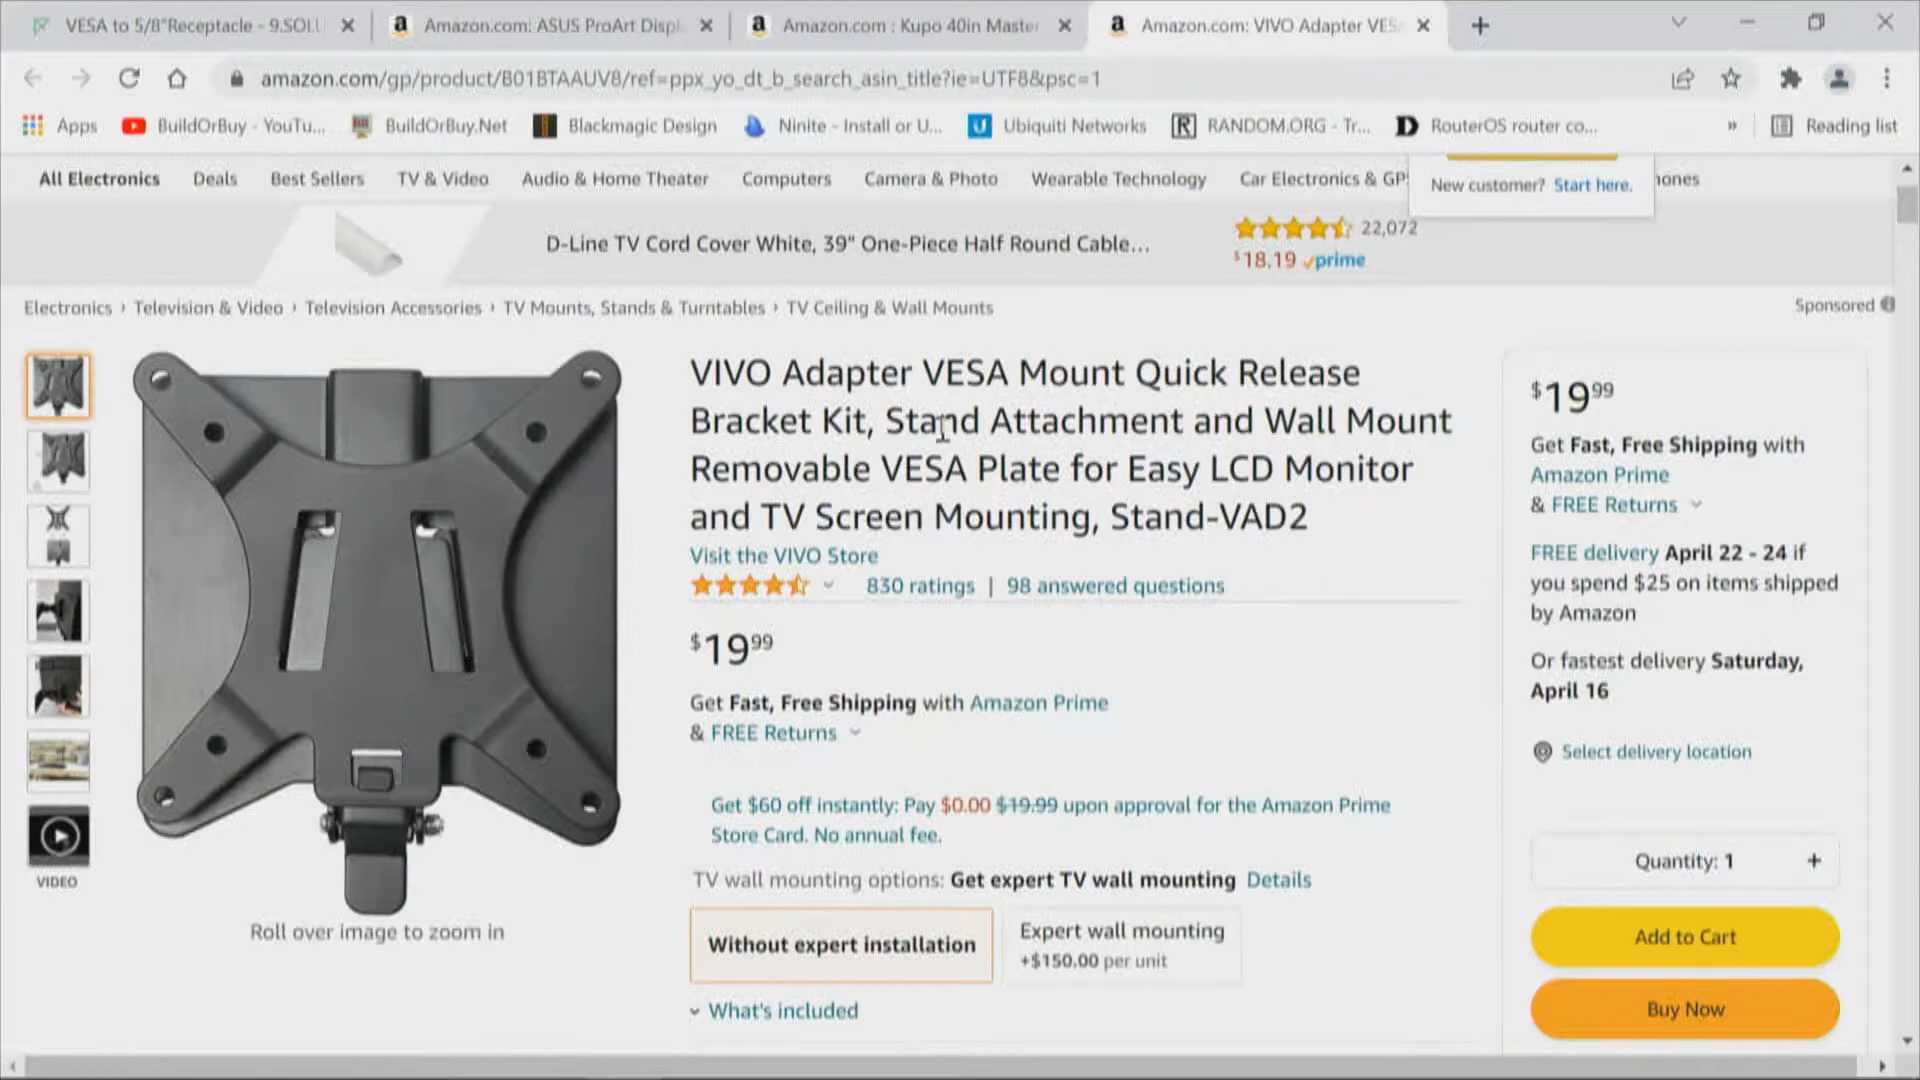 VESA to 5/8"Receptacle - 9.SOLU
Amazon.com: ASUS ProArt Displ
Amazon.com : Kupo 40in Master
Amazon.com: VIVO Adapter VESA
amazon.com/gp/product/B01BTAAUV8/ref=ppx_yo_dt_b_search_asin_title?ie=UTF8&psc=1
Apps
BuildOrBuy - YouTu...
BuildOrBuy.Net
Blackmagic Design
Ninite - Install or U...
Ubiquiti Networks
RANDOM.ORG - Tr...
RouterOS router co...
»
Reading list
All Electronics
Deals
Best Sellers
TV & Video
Audio & Home Theater
Computers
Camera & Photo
Wearable Technology
Car Electronics & GP
New customer? Start here.
hones
D-Line TV Cord Cover White, 39" One-Piece Half Round Cable...
22,072
$18.19 prime
Electronics › Television & Video › Television Accessories › TV Mounts, Stands & Turntables › TV Ceiling & Wall Mounts
Sponsored
VIVO Adapter VESA Mount Quick Release
Bracket Kit, Stand Attachment and Wall Mount
Removable VESA Plate for Easy LCD Monitor
and TV Screen Mounting, Stand-VAD2
Visit the VIVO Store
830 ratings | 98 answered questions
$19.99
Get Fast, Free Shipping with Amazon Prime
& FREE Returns
Get $60 off instantly: Pay $0.00 $19.99 upon approval for the Amazon Prime
Store Card. No annual fee.
TV wall mounting options: Get expert TV wall mounting Details
Without expert installation
Expert wall mounting
+$150.00 per unit
What's included
VIDEO
Roll over image to zoom in
$19.99
Get Fast, Free Shipping with
Amazon Prime
& FREE Returns
FREE delivery April 22 - 24 if
you spend $25 on items shipped
by Amazon
Or fastest delivery Saturday,
April 16
Select delivery location
Quantity: 1 +
Add to Cart
Buy Now